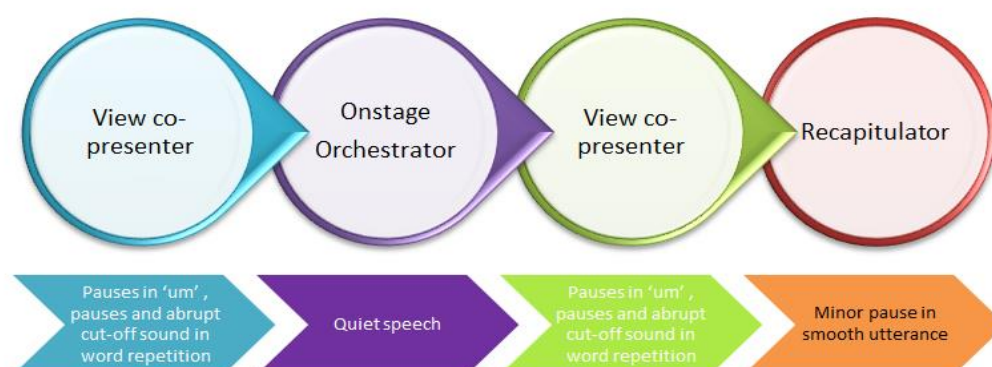 View co-
presenter
Onstage
Orchestrator
View co-
presenter
Recapitulator
Pauses in ‘um’ ,
pauses and abrupt
cut-off sound in
word repetition
Quiet speech
Pauses in ‘um’ ,
pauses and abrupt
cut-off sound in
word repetition
Minor pause in
smooth utterance